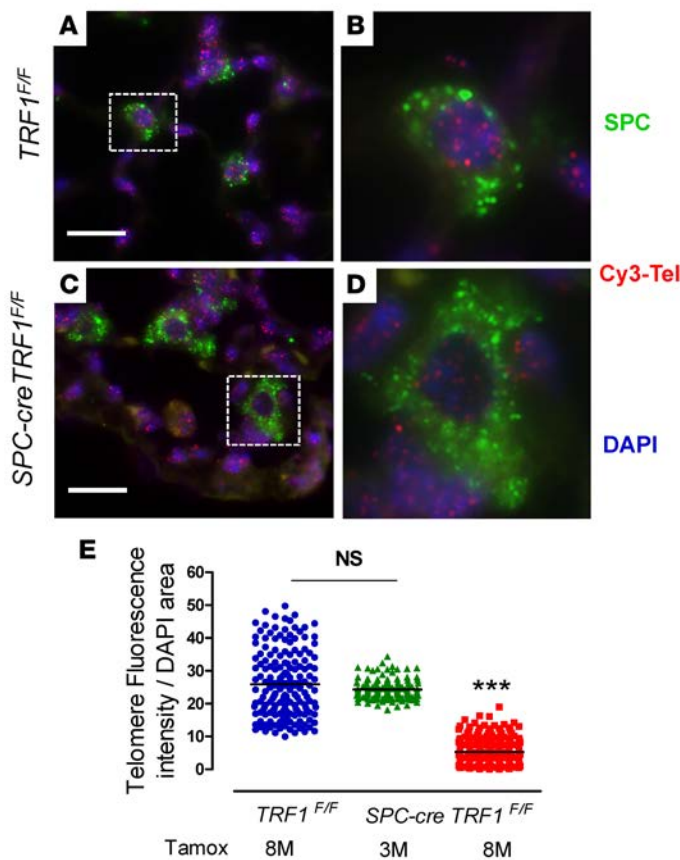 A
B
TRF1F/F
SPC
C
D
Cy3-Tel
SPC-creTRF1F/F
DAPI
E
Telomere Fluorescence
intensity / DAPI area
NS
***
60
50
40
30
20
10
0
TRF1 F/F
SPC-cre TRF1F/F
Tamox 8M 3M 8M